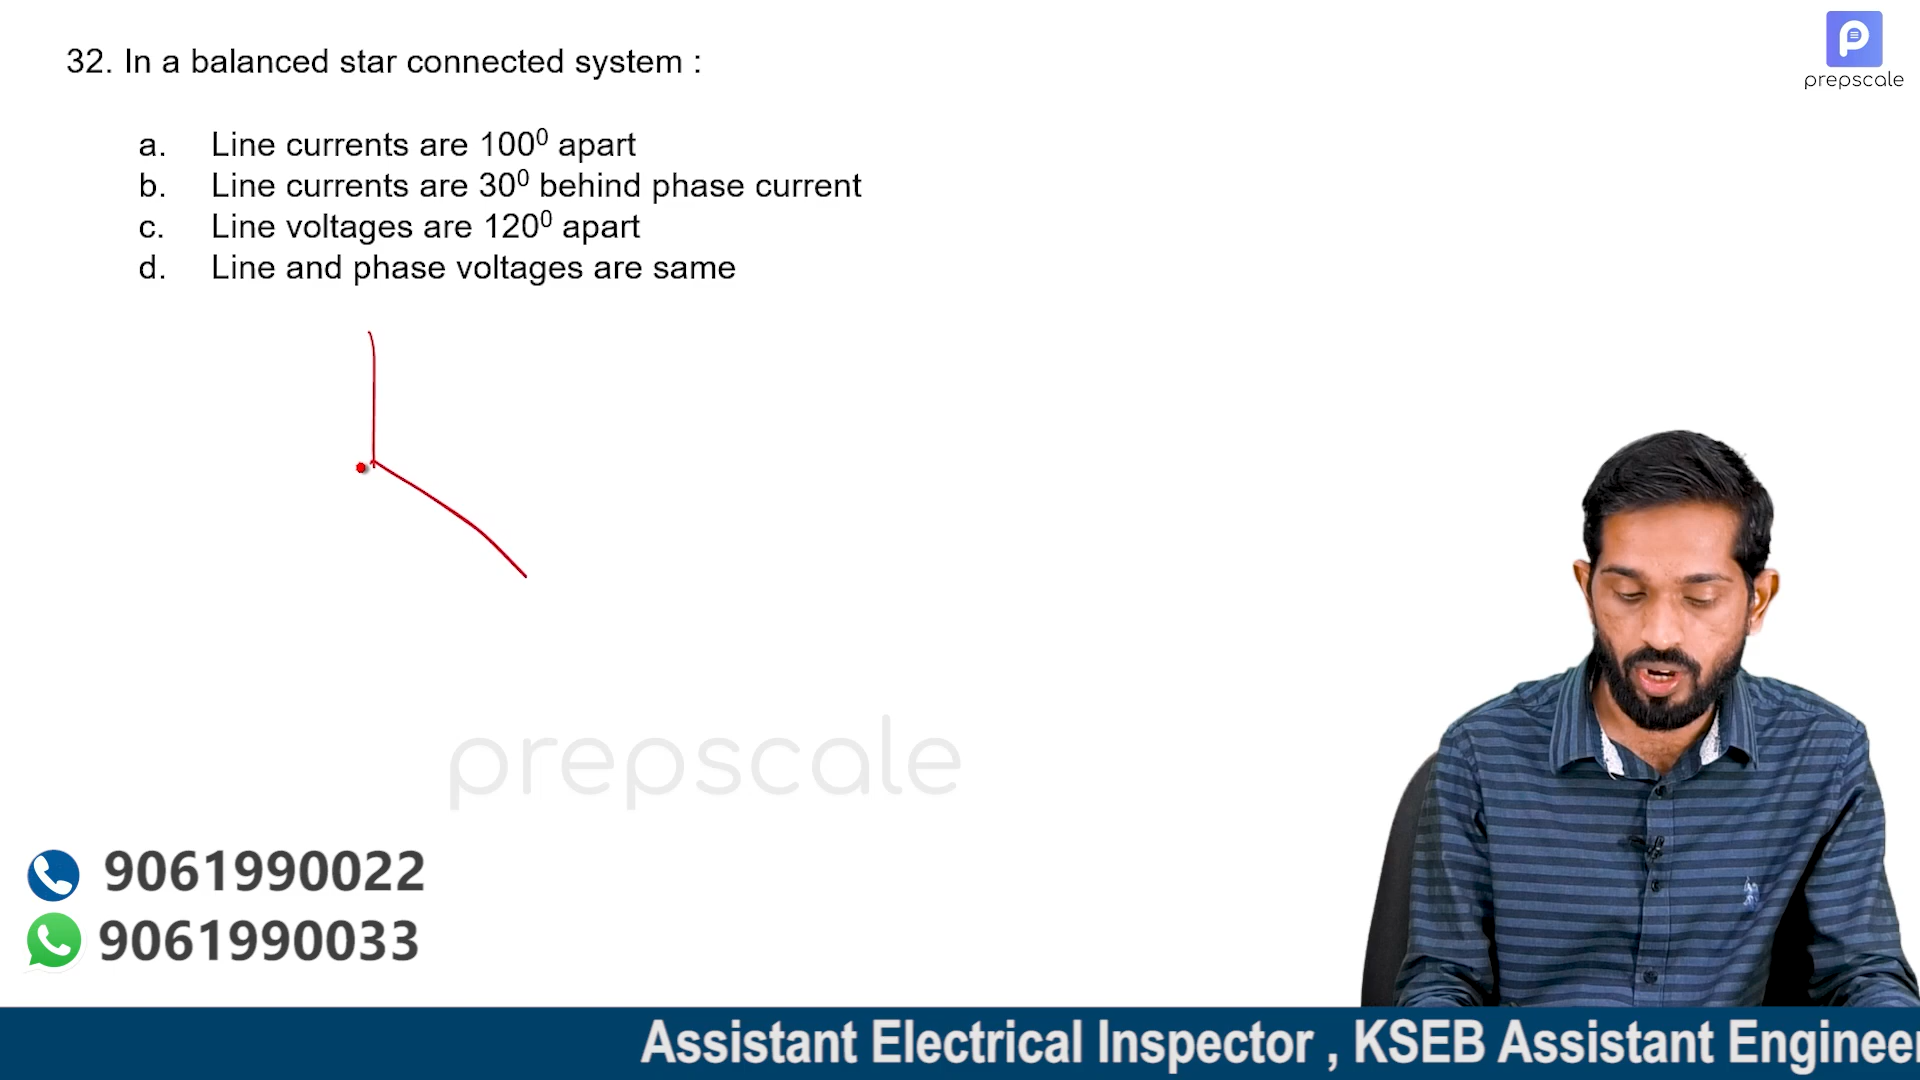 32. In a balanced star connected system :
prepscale
a. Line currents are 100⁰ apart
b. Line currents are 30⁰ behind phase current
c. Line voltages are 120⁰ apart
d. Line and phase voltages are same
prepscale
9061990022
9061990033
Assistant Electrical Inspector , KSEB Assistant Engineer